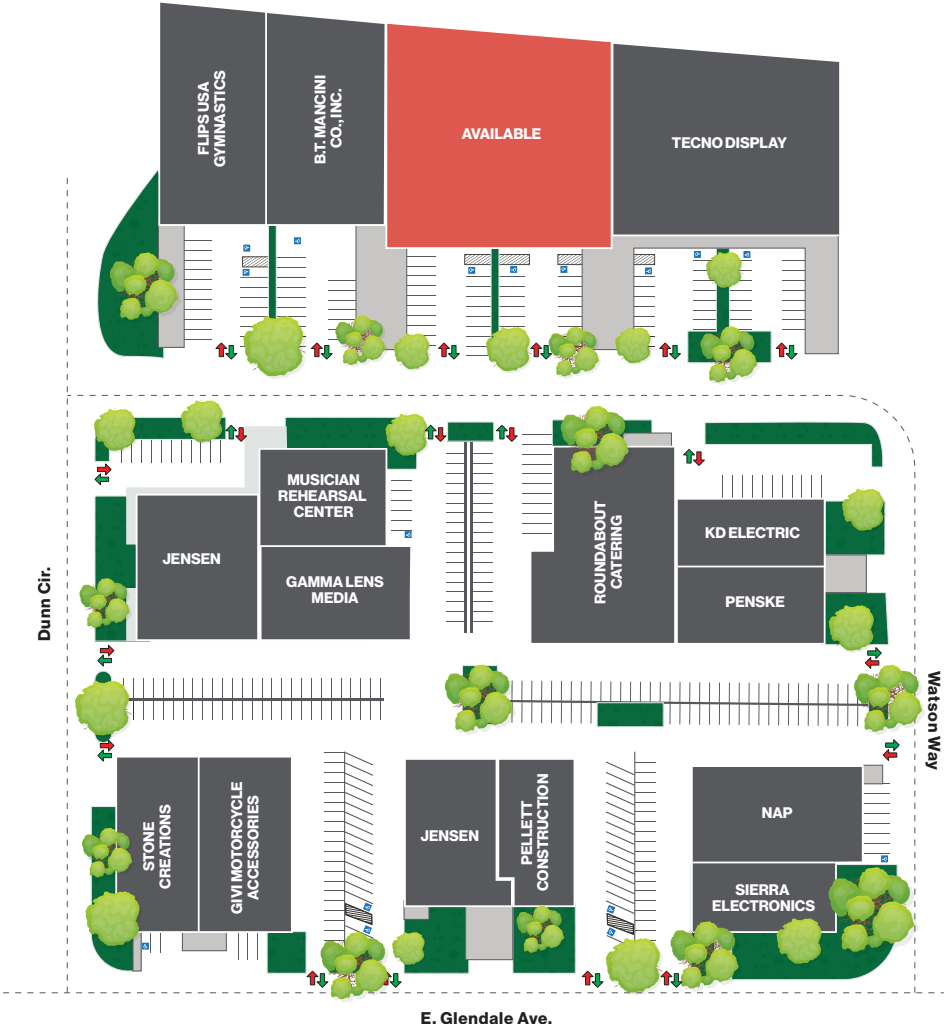 FLIPS USA
GYMNASTICS
B.T. MANCINI
CO., INC.
AVAILABLE
TECNO DISPLAY
MUSICIAN
REHEARSAL
CENTER
JENSEN
GAMMA LENS
MEDIA
ROUNDABOUT
CATERING
KD ELECTRIC
PENSKE
Dunn Cir.
Watson Way
STONE
CREATIONS
GIVI MOTORCYCLE
ACCESSORIES
JENSEN
PELLETT
CONSTRUCTION
NAP
SIERRA
ELECTRONICS
E. Glendale Ave.